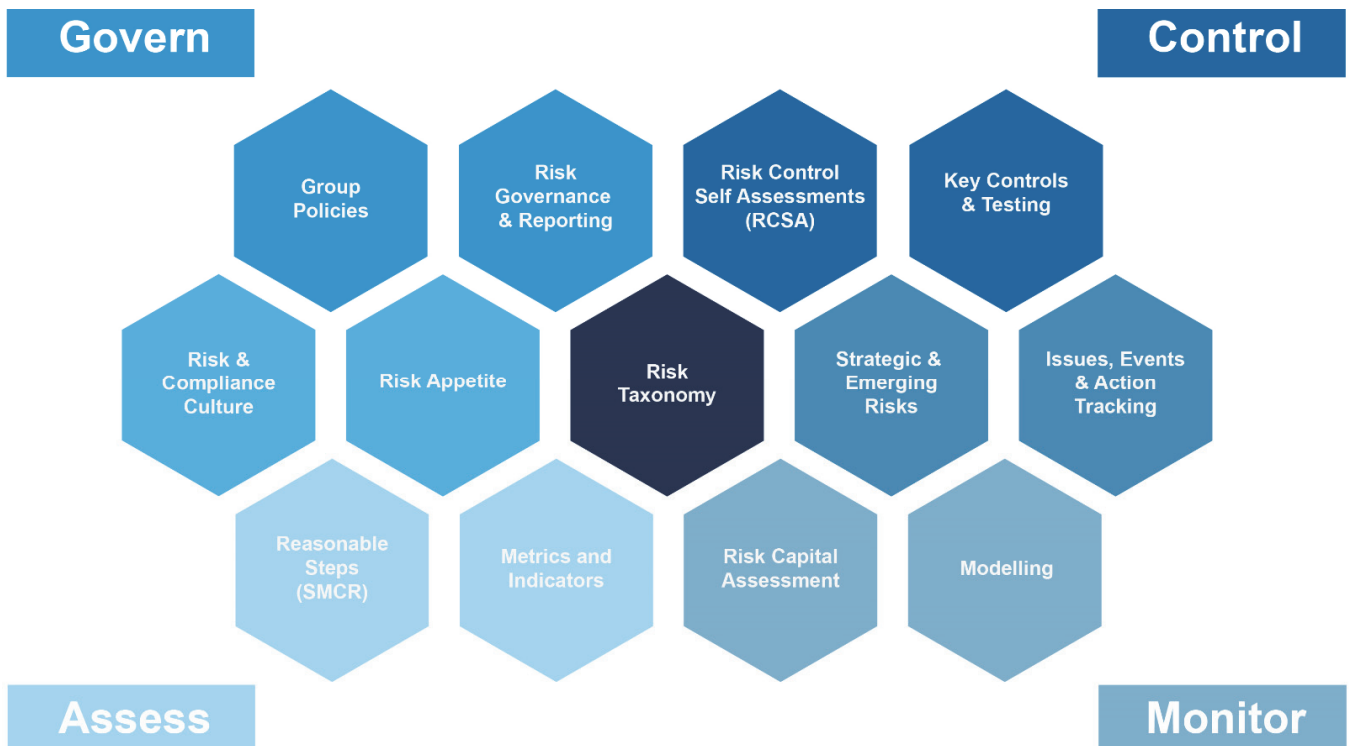 Govern
Control
Group
Policies
Risk
Governance
& Reporting
Risk Control
Self Assessments
(RCSA)
Key Controls
& Testing
Risk &
Compliance
Culture
Risk Appetite
Risk
Taxonomy
Strategic &
Emerging
Risks
Issues, Events
& Action
Tracking
Reasonable
Steps
(SMCR)
Metrics and
Indicators
Risk Capital
Assessment
Modelling
Assess
Monitor